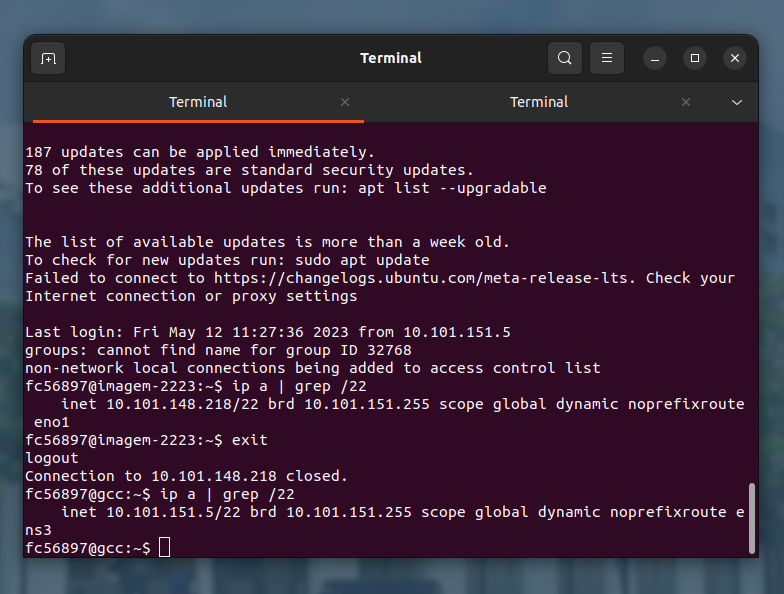 Terminal
Terminal
Terminal
187 updates can be applied immediately.
78 of these updates are standard security updates.
To see these additional updates run: apt list --upgradable
The list of available updates is more than a week old.
To check for new updates run: sudo apt update
Failed to connect to https://changelogs.ubuntu.com/meta-release-lts. Check your
Internet connection or proxy settings
Last login: Fri May 12 11:27:36 2023 from 10.101.151.5
groups: cannot find name for group ID 32768
non-network local connections being added to access control list
fc56897@imagem-2223:~$ ip a | grep /22
    inet 10.101.148.218/22 brd 10.101.151.255 scope global dynamic noprefixroute
 eno1
fc56897@imagem-2223:~$ exit
logout
Connection to 10.101.148.218 closed.
fc56897@gcc:~$ ip a | grep /22
    inet 10.101.151.5/22 brd 10.101.151.255 scope global dynamic noprefixroute e
ns3
fc56897@gcc:~$